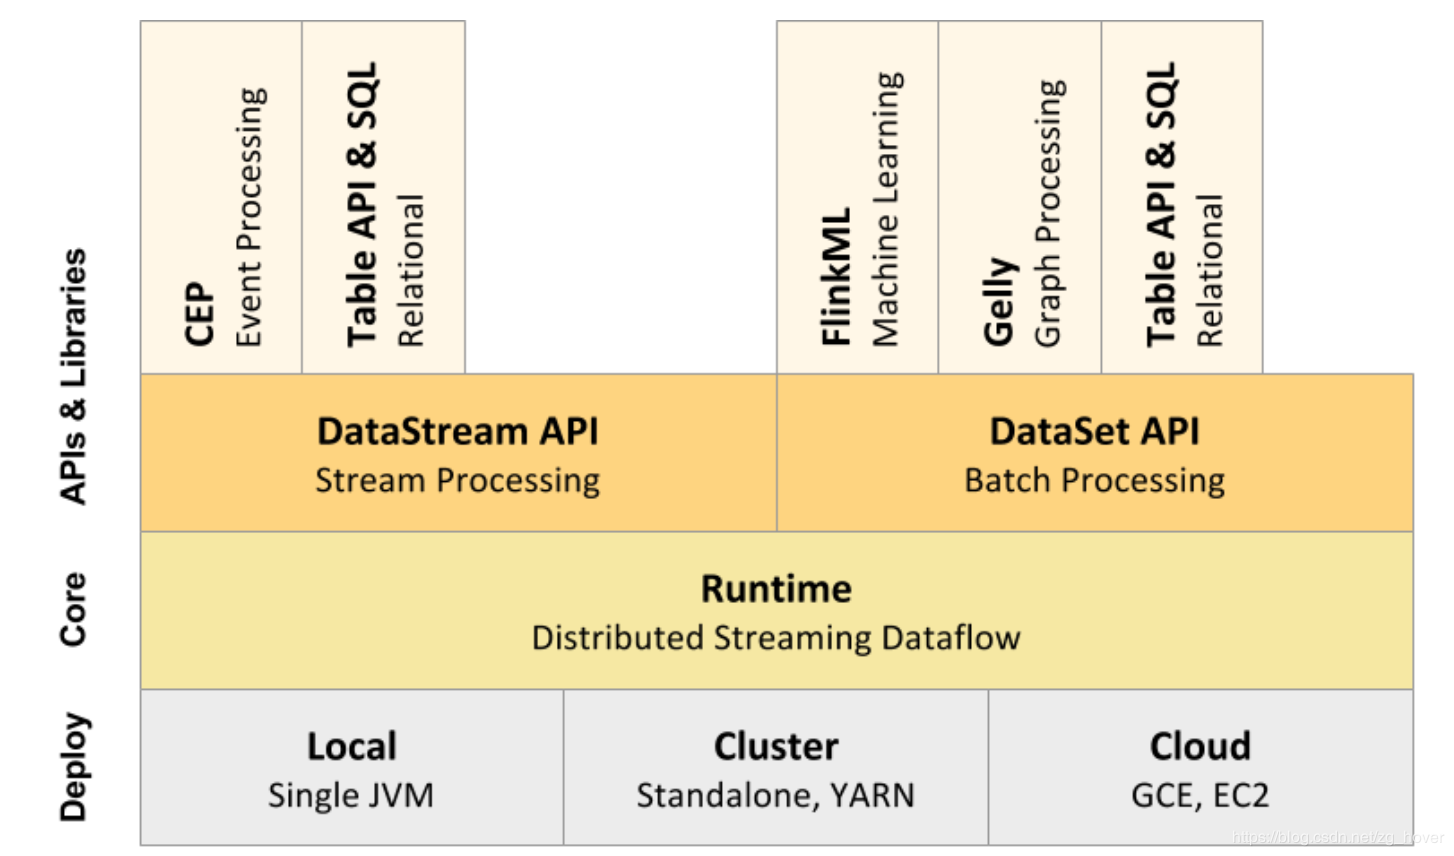 CEP
Event Processing
Table API & SQL
Relational
FlinkML
Machine Learning
Gelly
Graph Processing
Table API & SQL
Relational
APIs & Libraries
DataStream API
Stream Processing
DataSet API
Batch Processing
Core
Runtime
Distributed Streaming Dataflow
Deploy
Local
Single JVM
Cluster
Standalone, YARN
Cloud
GCE, EC2
https://blog.csdn.net/zg_hover